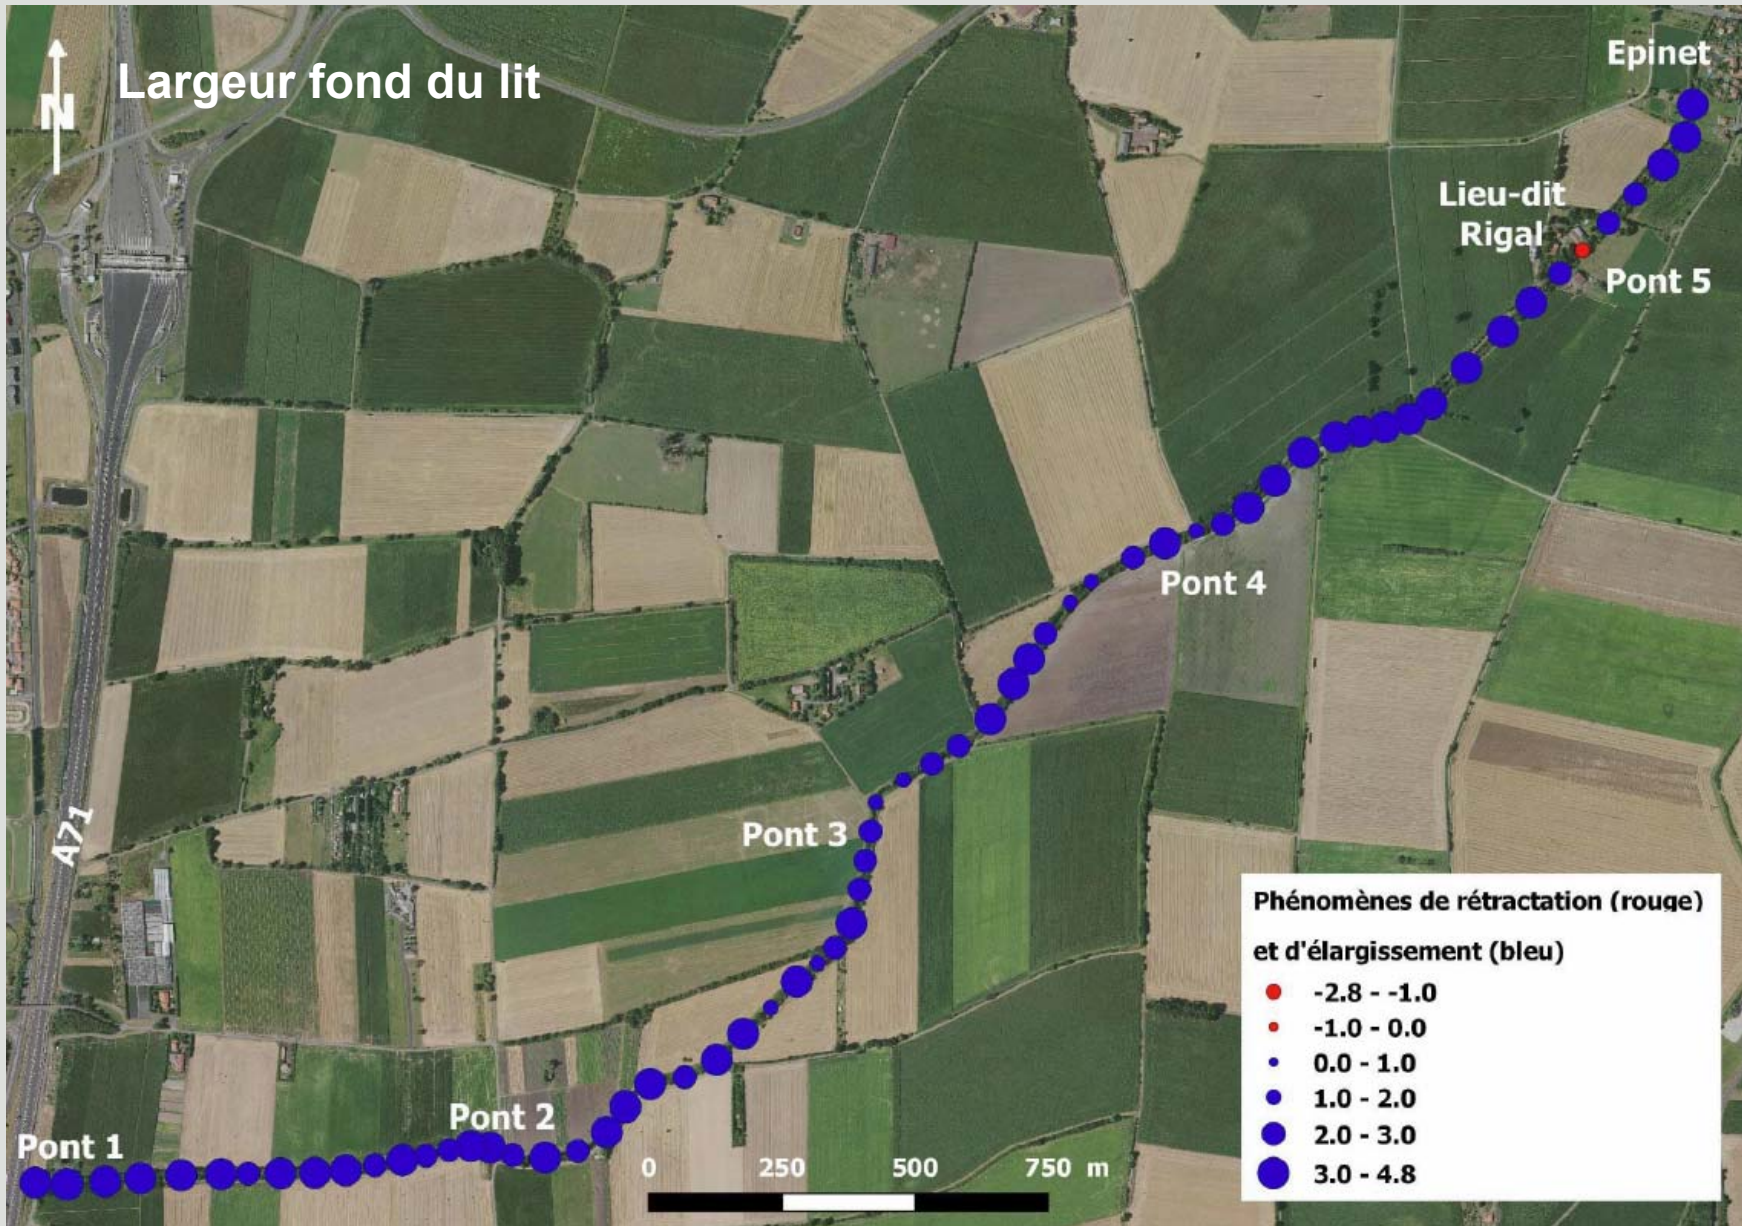 Largeur fond du lit
N
Epinet
Lieu-dit
Rigal
Pont 5
Pont 4
Pont 3
A71
Pont 2
Pont 1
0 250 500 750 m
Phénomènes de rétractation (rouge)
et d'élargissement (bleu)
-2.8 - -1.0
-1.0 - 0.0
0.0 - 1.0
1.0 - 2.0
2.0 - 3.0
3.0 - 4.8